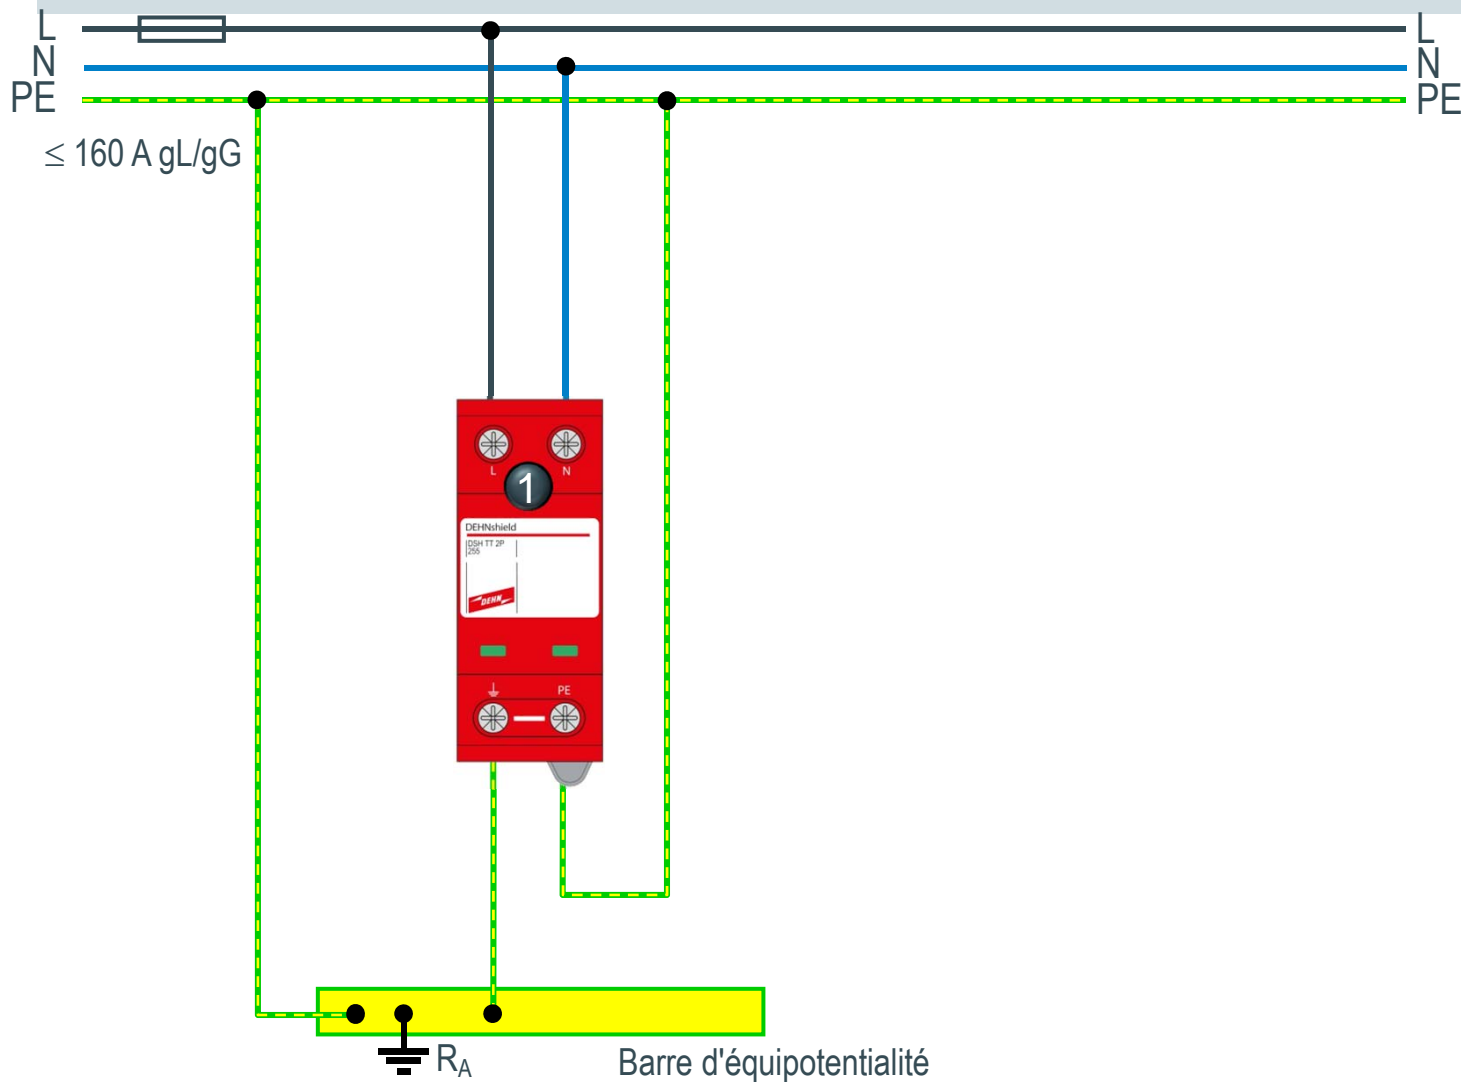 L
N
PE
L
N
PE
≤ 160 A gL/gG
L
N
1
DEHNshield
DSH TT 2P
255
DEHN
PE
RA
Barre d'équipotentialité